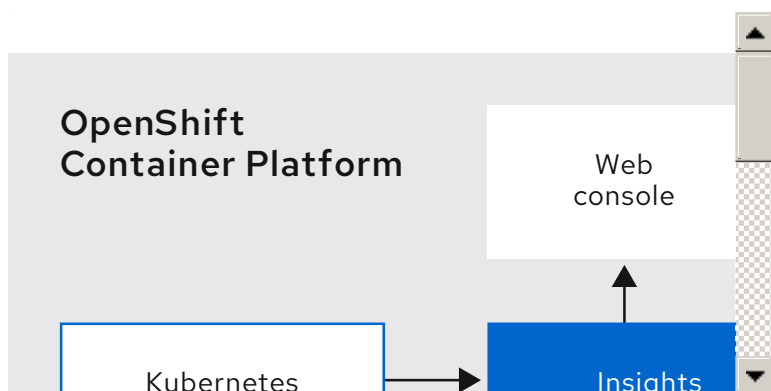 OpenShift
Container Platform
Web
console
Kubernetes
Insights